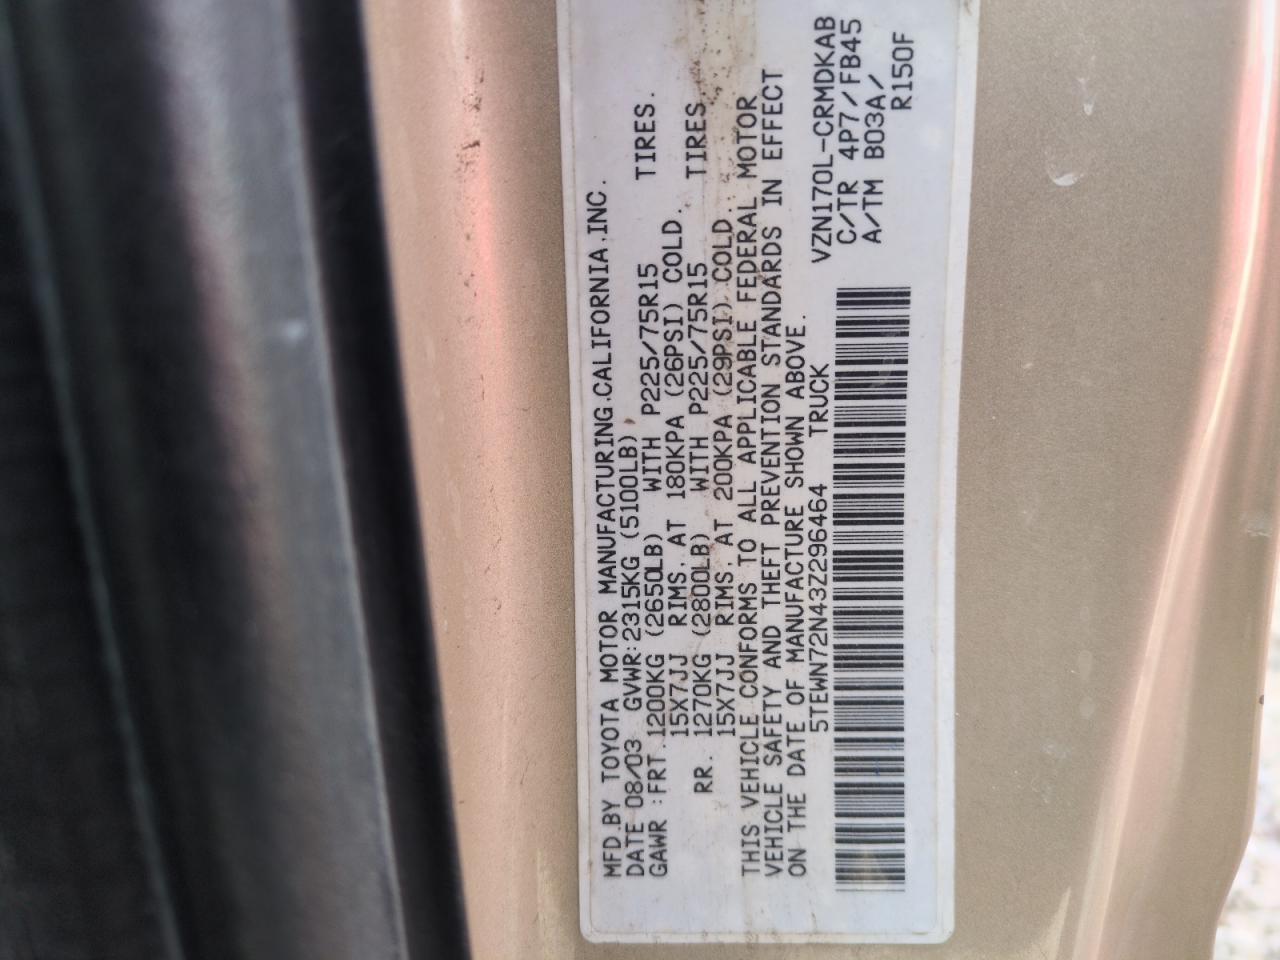 MFD.BY TOYOTA MOTOR MANUFACTURING.CALIFORNIA.INC.
DATE 08/03 GVWR:2315KG (5100LB)
GAWR :FRT.1200KG (2650LB) WITH P225/75R15 TIRES.
15X7JJ RIMS, AT 180KPA (26PSI) COLD.
RR. 1270KG (2800LB) WITH P225/75R15 TIRES
15X7JJ RIMS, AT 200KPA (29PSI) COLD.
THIS VEHICLE CONFORMS TO ALL APPLICABLE FEDERAL MOTOR
VEHICLE SAFETY AND THEFT PREVENTION STANDARDS IN EFFECT
ON THE DATE OF MANUFACTURE SHOWN ABOVE.
5TEWN72N43Z296464 TRUCK
VZN170L-CRMDKAB
C/TR 4P7/FB45
A/TM B03A/
R150F